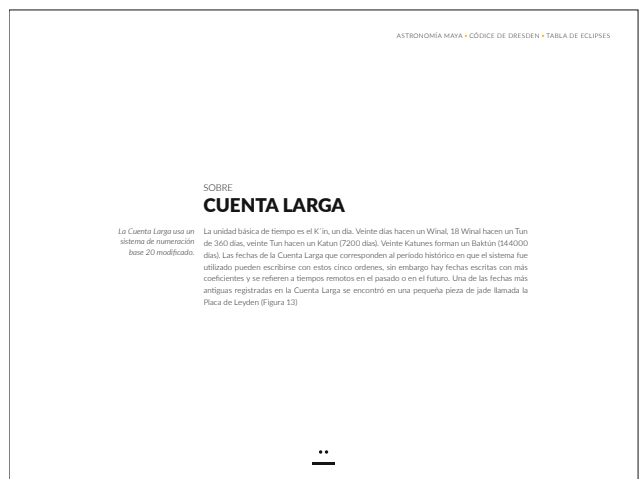 ASTRONOMÍA MAYA • CÓDICE DE DRESDEN • TABLA DE ECLIPSES
SOBRE
CUENTA LARGA
La Cuenta Larga usa un
sistema de numeración
base 20 modificado.
La unidad básica de tiempo es el K´in, un día. Veinte días hacen un Winal, 18 Winal hacen un Tun
de 360 días, veinte Tun hacen un Katun (7200 días). Veinte Katunes forman un Baktún (144000
días). Las fechas de la Cuenta Larga que corresponden al período histórico en que el sistema fue
utilizado pueden escribirse con estos cinco ordenes, sin embargo hay fechas escritas con más
coeficientes y se refieren a tiempos remotos en el pasado o en el futuro. Una de las fechas más
antiguas registradas en la Cuenta Larga se encontró en una pequeña pieza de jade llamada la
Placa de Leyden (Figura 13)